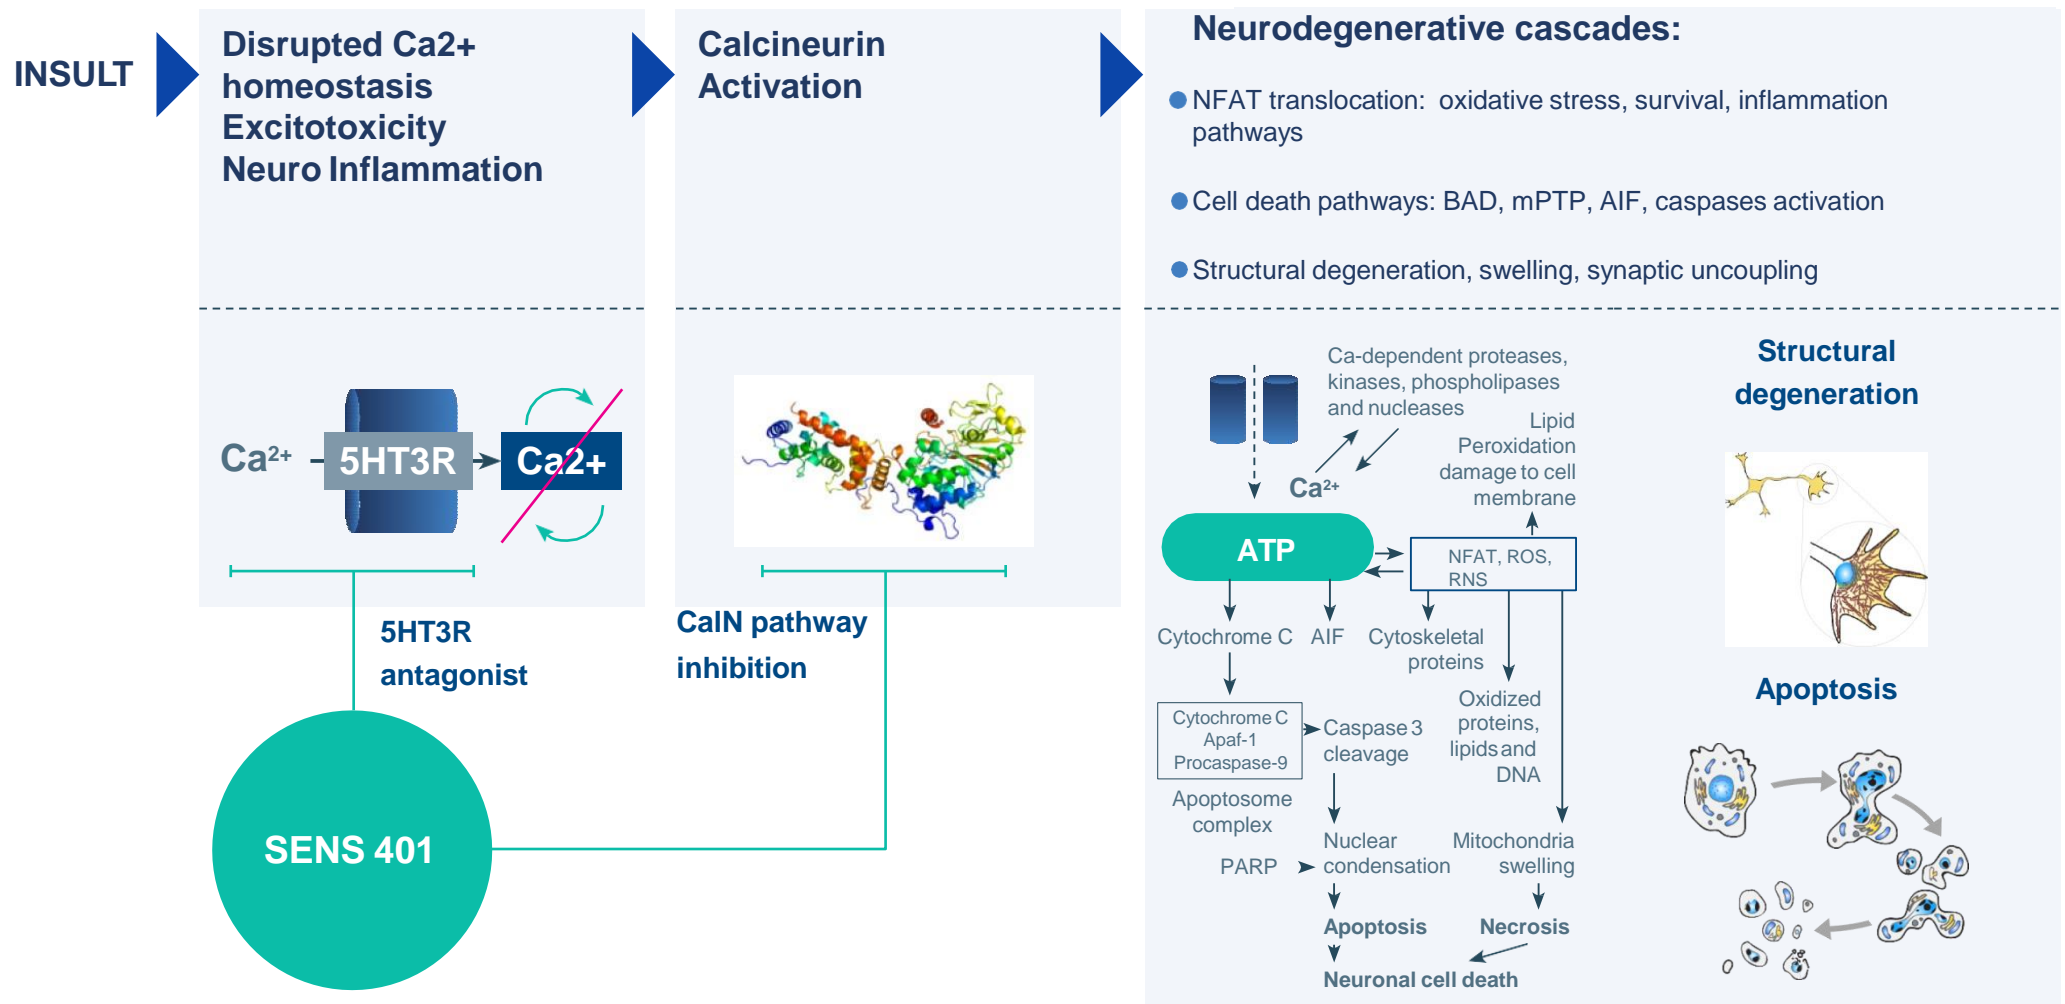 INSULT
Disrupted Ca2+
homeostasis
Excitotoxicity
Neuro Inflammation
Calcineurin
Activation
Neurodegenerative cascades:
NFAT translocation: oxidative stress, survival, inflammation
pathways
Cell death pathways: BAD, mPTP, AIF, caspases activation
Structural degeneration, swelling, synaptic uncoupling
Ca2+
5HT3R
Ca2+
5HT3R
antagonist
CalN pathway
inhibition
SENS 401
Ca-dependent proteases,
kinases, phospholipases
and nucleases
Lipid
Peroxidation
damage to cell
membrane
Ca2+
ATP
NFAT, ROS,
RNS
Cytochrome C
AIF
Cytoskeletal
proteins
Cytochrome C
Apaf-1
Procaspase-9
Caspase 3
cleavage
Oxidized
proteins,
lipids and
DNA
Apoptosome
complex
PARP
Nuclear
condensation
Mitochondria
swelling
Apoptosis
Necrosis
Neuronal cell death
Structural
degeneration
Apoptosis